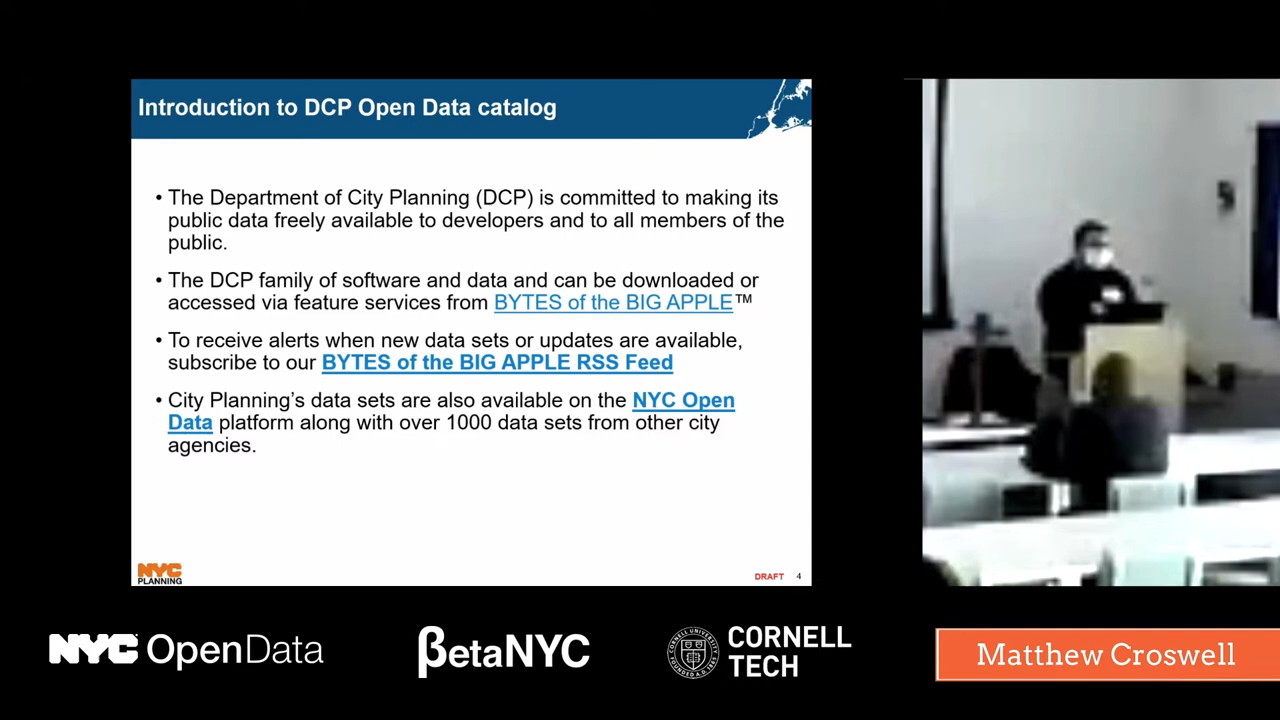 Introduction to DCP Open Data catalog
• The Department of City Planning (DCP) is committed to making its
public data freely available to developers and to all members of the
public.
• The DCP family of software and data and can be downloaded or
accessed via feature services from BYTES of the BIG APPLE™
• To receive alerts when new data sets or updates are available,
subscribe to our BYTES of the BIG APPLE RSS Feed
• City Planning’s data sets are also available on the NYC Open
Data platform along with over 1000 data sets from other city
agencies.
NYC
PLANNING
DRAFT 4
NYC OpenData
βetaNYC
CORNELL
TECH
Matthew Croswell